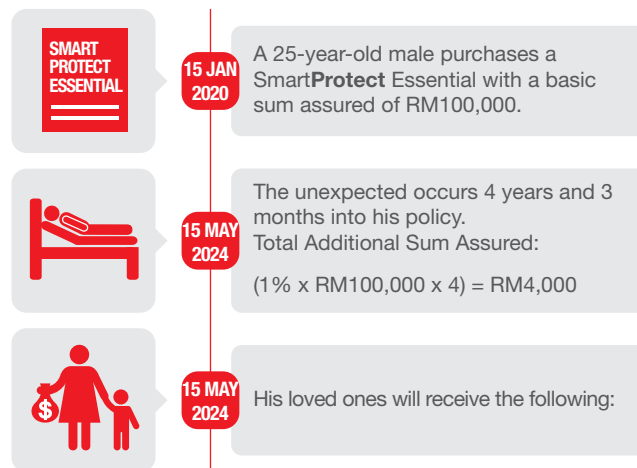 SMART
PROTECT
ESSENTIAL
15 JAN
2020
A 25-year-old male purchases a
SmartProtect Essential with a basic
sum assured of RM100,000.
15 MAY
2024
The unexpected occurs 4 years and 3
months into his policy.
Total Additional Sum Assured:
(1% x RM100,000 x 4) = RM4,000
$
15 MAY
2024
His loved ones will receive the following: